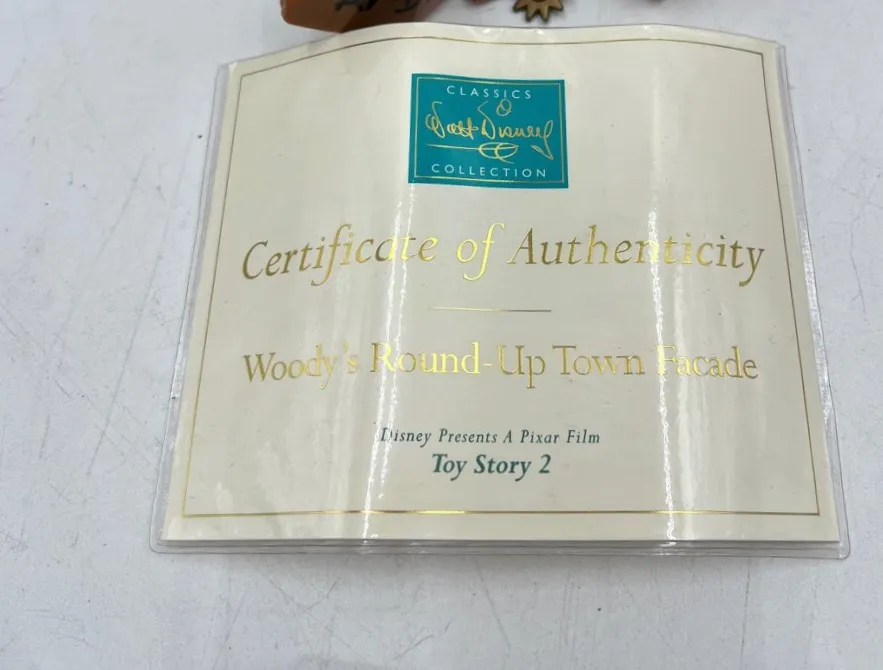 CLASSICS
Walt Disney
COLLECTION
Certificate of Authenticity
Woody's Round-Up Town Facade
Disney Presents A Pixar Film
Toy Story 2